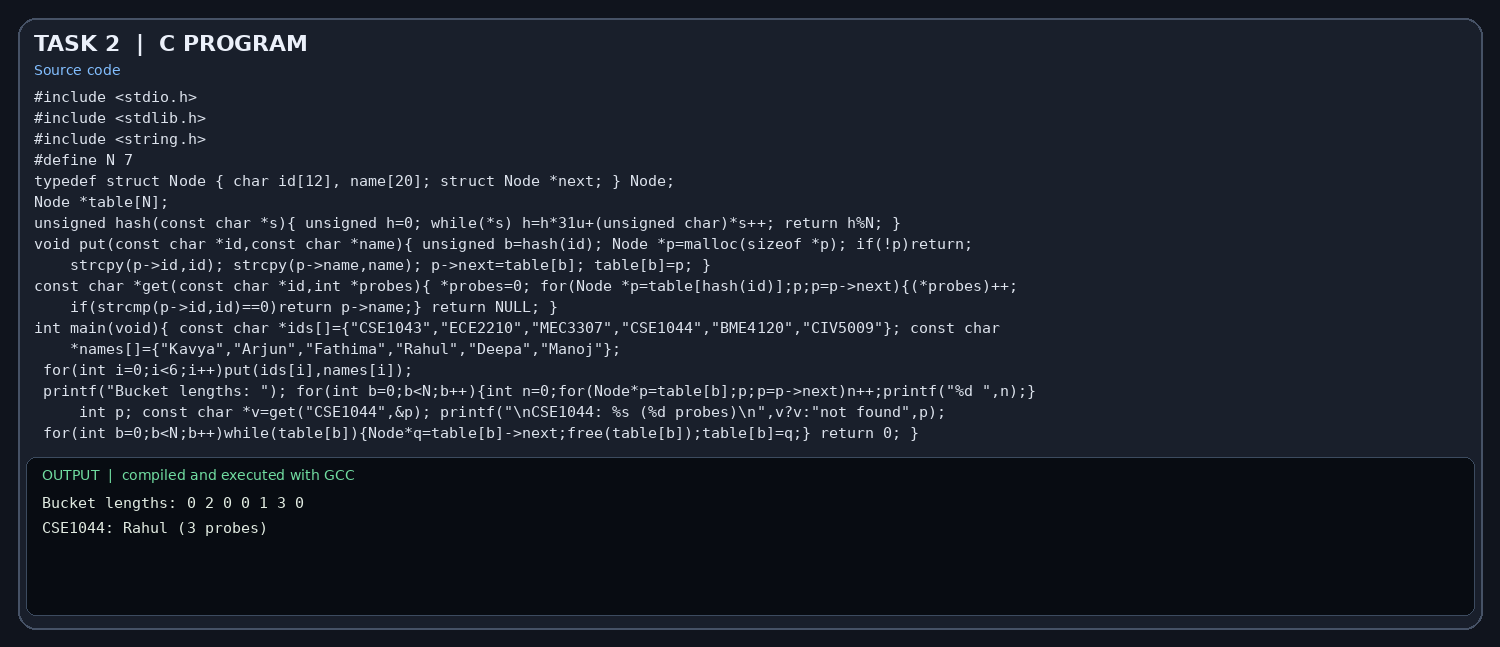 TASK 2 | C PROGRAM
Source code
#include <stdio.h>
#include <stdlib.h>
#include <string.h>
#define N 7
typedef struct Node { char id[12], name[20]; struct Node *next; } Node;
Node *table[N];
unsigned hash(const char *s){ unsigned h=0; while(*s) h=h*31u+(unsigned char)*s++; return h%N; }
void put(const char *id,const char *name){ unsigned b=hash(id); Node *p=malloc(sizeof *p); if(!p)return;
    strcpy(p->id,id); strcpy(p->name,name); p->next=table[b]; table[b]=p; }
const char *get(const char *id,int *probes){ *probes=0; for(Node *p=table[hash(id)];p;p=p->next){(*probes)++;
    if(strcmp(p->id,id)==0)return p->name;} return NULL; }
int main(void){ const char *ids[]={"CSE1043","ECE2210","MEC3307","CSE1044","BME4120","CIV5009"}; const char
    *names[]={"Kavya","Arjun","Fathima","Rahul","Deepa","Manoj"};
 for(int i=0;i<6;i++)put(ids[i],names[i]);
 printf("Bucket lengths: "); for(int b=0;b<N;b++){int n=0;for(Node*p=table[b];p;p=p->next)n++;printf("%d ",n);}
     int p; const char *v=get("CSE1044",&p); printf("\nCSE1044: %s (%d probes)\n",v?v:"not found",p);
 for(int b=0;b<N;b++)while(table[b]){Node*q=table[b]->next;free(table[b]);table[b]=q;} return 0; }
OUTPUT | compiled and executed with GCC
Bucket lengths: 0 2 0 0 1 3 0
CSE1044: Rahul (3 probes)